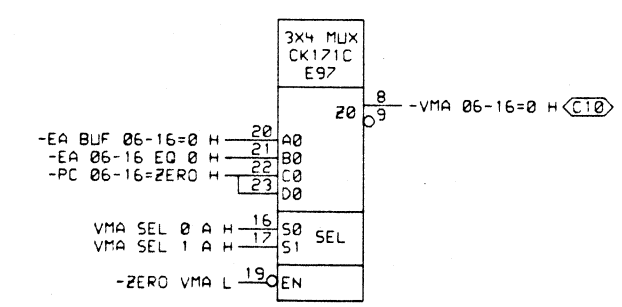 3X4 MUX
CK171C
E97
8
Z0 -VMA 06-16=0 H C10
9
-EA BUF 06-16=0 H 20 A0
-EA 06-16 EQ 0 H 21 B0
-PC 06-16=ZERO H 22 C0
23 D0
VMA SEL 0 A H 16 S0
SEL
VMA SEL 1 A H 17 S1
-ZERO VMA L 19 EN